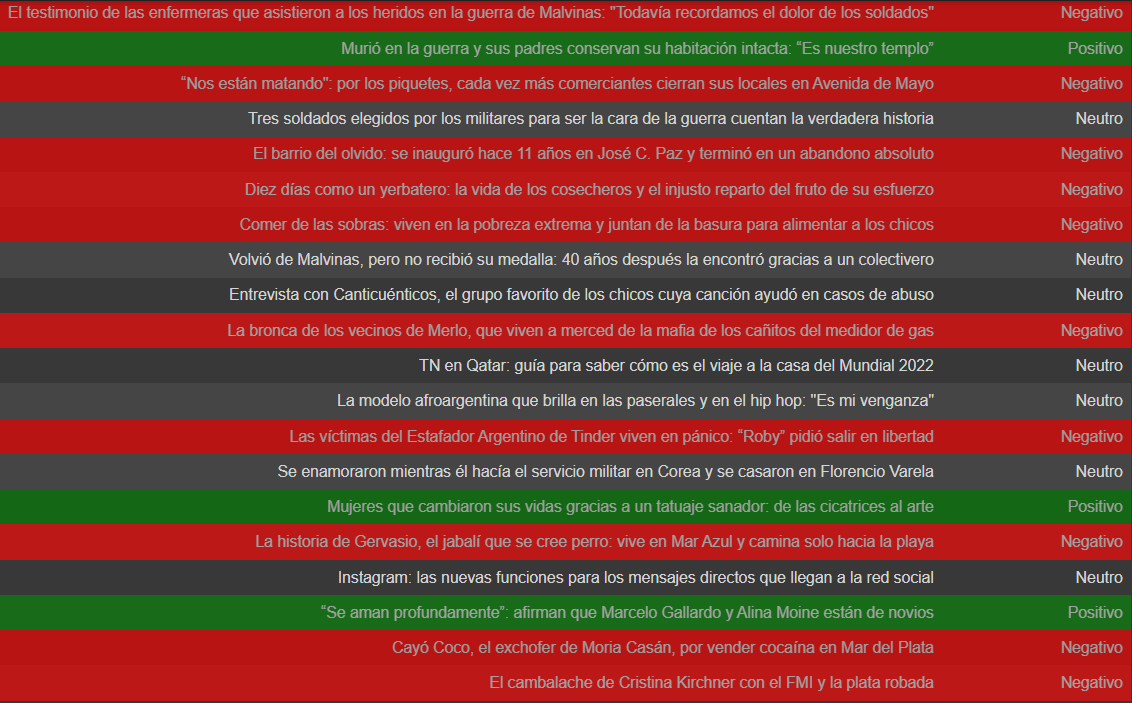 El testimonio de las enfermeras que asistieron a los heridos en la guerra de Malvinas: "Todavía recordamos el dolor de los soldados" Negativo
Murió en la guerra y sus padres conservan su habitación intacta: “Es nuestro templo” Positivo
“Nos están matando”: por los piquetes, cada vez más comerciantes cierran sus locales en Avenida de Mayo Negativo
Tres soldados elegidos por los militares para ser la cara de la guerra cuentan la verdadera historia Neutro
El barrio del olvido: se inauguró hace 11 años en José C. Paz y terminó en un abandono absoluto Negativo
Diez días como un yerbatero: la vida de los cosecheros y el injusto reparto del fruto de su esfuerzo Negativo
Comer de las sobras: viven en la pobreza extrema y juntan de la basura para alimentar a los chicos Negativo
Volvió de Malvinas, pero no recibió su medalla: 40 años después la encontró gracias a un colectivero Neutro
Entrevista con Canticuénticos, el grupo favorito de los chicos cuya canción ayudó en casos de abuso Neutro
La bronca de los vecinos de Merlo, que viven a merced de la mafia de los cañitos del medidor de gas Negativo
TN en Qatar: guía para saber cómo es el viaje a la casa del Mundial 2022 Neutro
La modelo afroargentina que brilla en las paserales y en el hip hop: "Es mi venganza" Neutro
Las víctimas del Estafador Argentino de Tinder viven en pánico: “Roby” pidió salir en libertad Negativo
Se enamoraron mientras él hacía el servicio militar en Corea y se casaron en Florencio Varela Neutro
Mujeres que cambiaron sus vidas gracias a un tatuaje sanador: de las cicatrices al arte Positivo
La historia de Gervasio, el jabalí que se cree perro: vive en Mar Azul y camina solo hacia la playa Negativo
Instagram: las nuevas funciones para los mensajes directos que llegan a la red social Neutro
“Se aman profundamente”: afirman que Marcelo Gallardo y Alina Moine están de novios Positivo
Cayó Coco, el exchofer de Moria Casán, por vender cocaína en Mar del Plata Negativo
El cambalache de Cristina Kirchner con el FMI y la plata robada Negativo